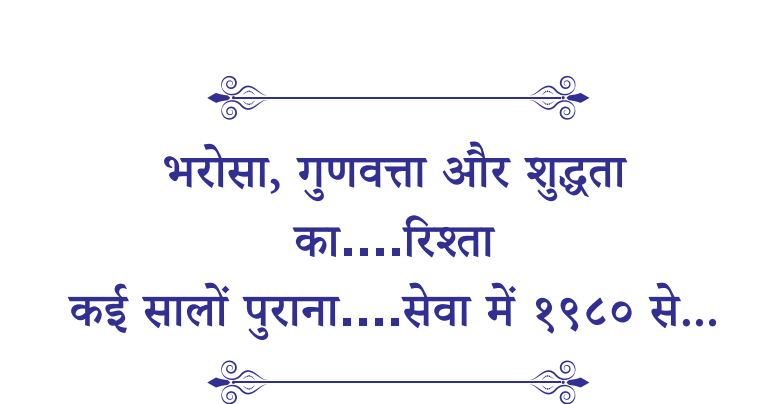 भरोसा, गुणवत्ता और शुद्धता
का....रिश्ता
कई सालों पुराना....सेवा में १९८० से...